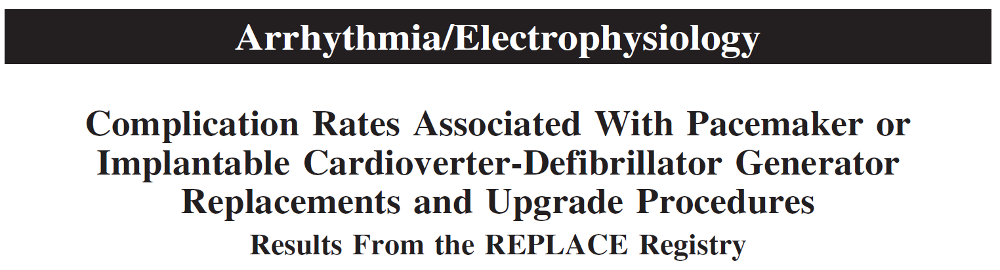 Arrhythmia/Electrophysiology
Complication Rates Associated With Pacemaker or
Implantable Cardioverter-Defibrillator Generator
Replacements and Upgrade Procedures
Results From the REPLACE Registry